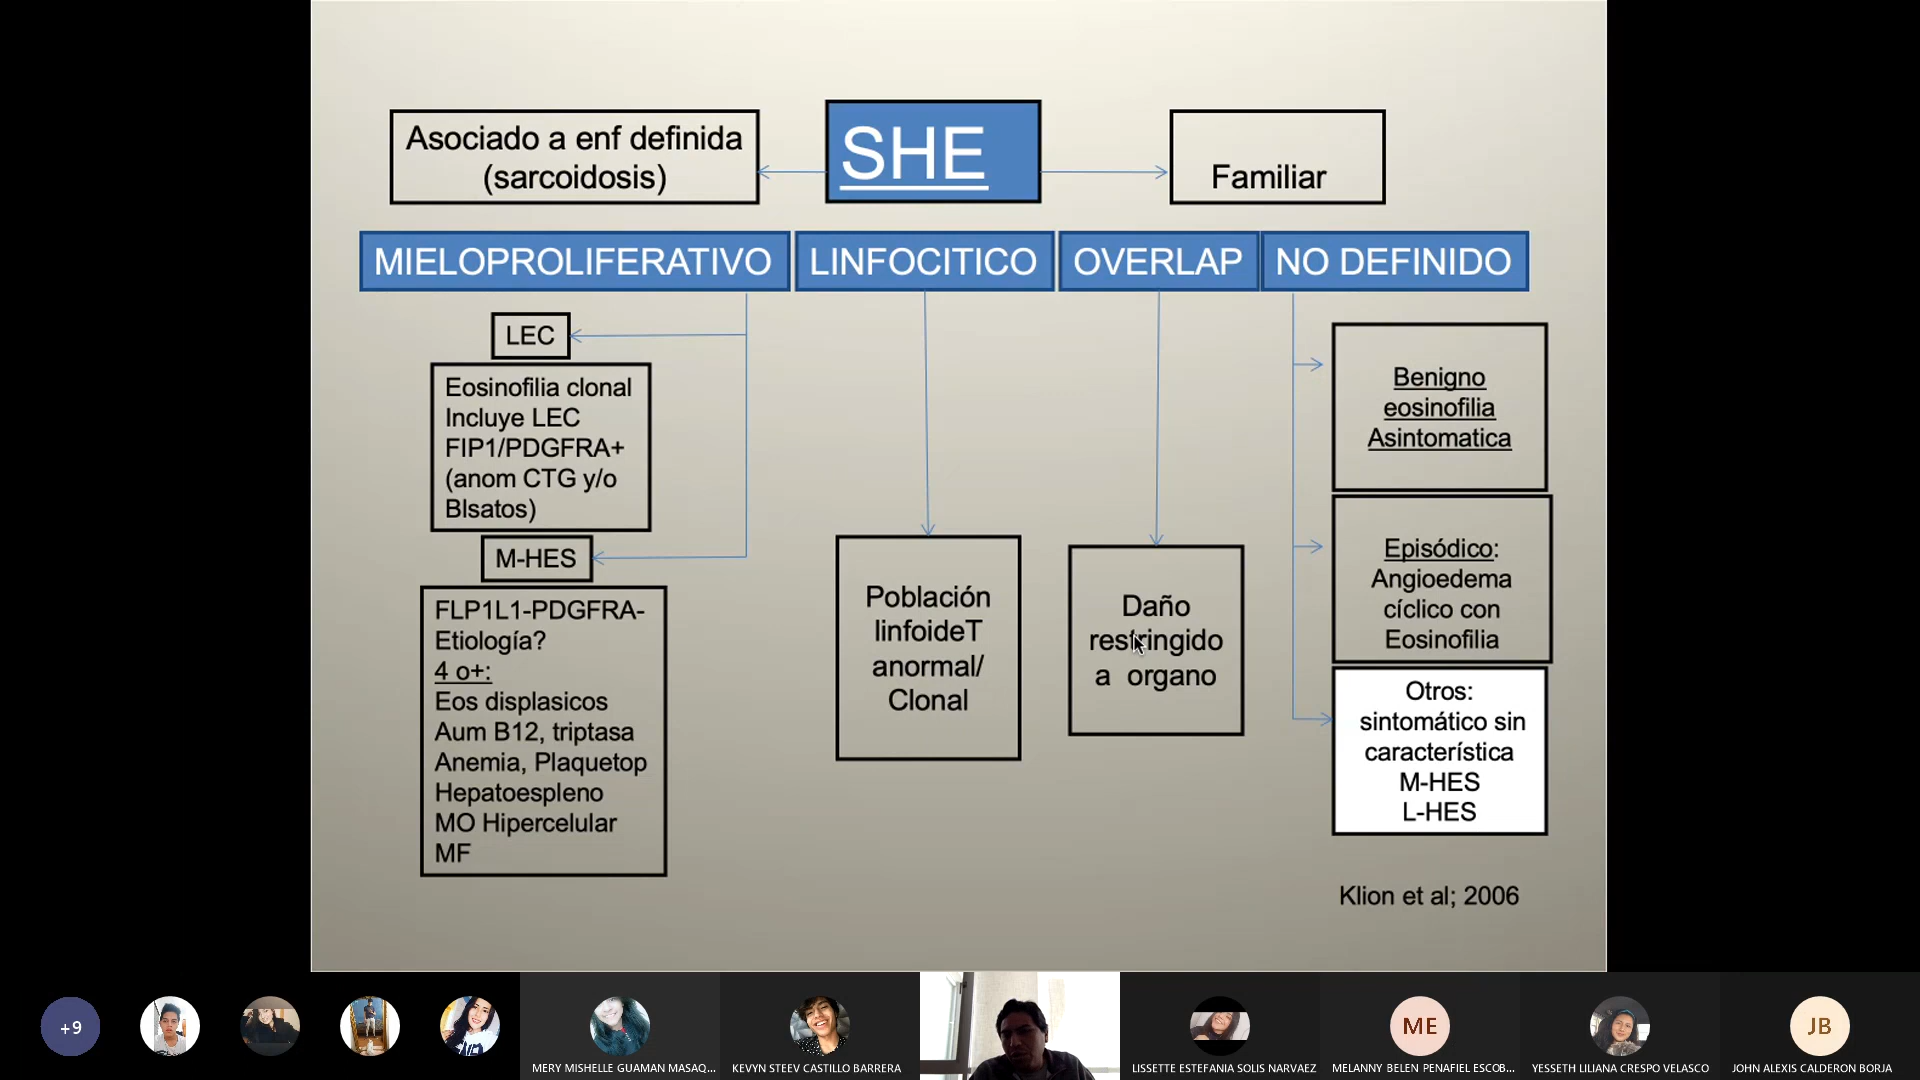 Asociado a enf definida
(sarcoidosis)
SHE
Familiar
MIELOPROLIFERATIVO
LINFOCITICO
OVERLAP
NO DEFINIDO
LEC
Eosinofilia clonal
Incluye LEC
FIP1/PDGFRA+
(anom CTG y/o
Blsatos)
M-HES
FLP1L1-PDGFRA-
Etiología?
4 o+:
Eos displasicos
Aum B12, triptasa
Anemia, Plaquetop
Hepatoespleno
MO Hipercelular
MF
Población
linfoideT
anormal/
Clonal
Daño
restringido
a organo
Benigno
eosinofilia
Asintomatica
Episódico:
Angioedema
cíclico con
Eosinofilia
Otros:
sintomático sin
característica
M-HES
L-HES
Klion et al; 2006
+9
MERY MISHELLE GUAMAN MASAQ...
KEVYN STEEV CASTILLO BARRERA
LISSETTE ESTEFANIA SOLIS NARVAEZ
ME
MELANNY BELEN PENAFIEL ESCOB...
YESSETH LILIANA CRESPO VELASCO
JB
JOHN ALEXIS CALDERON BORJA